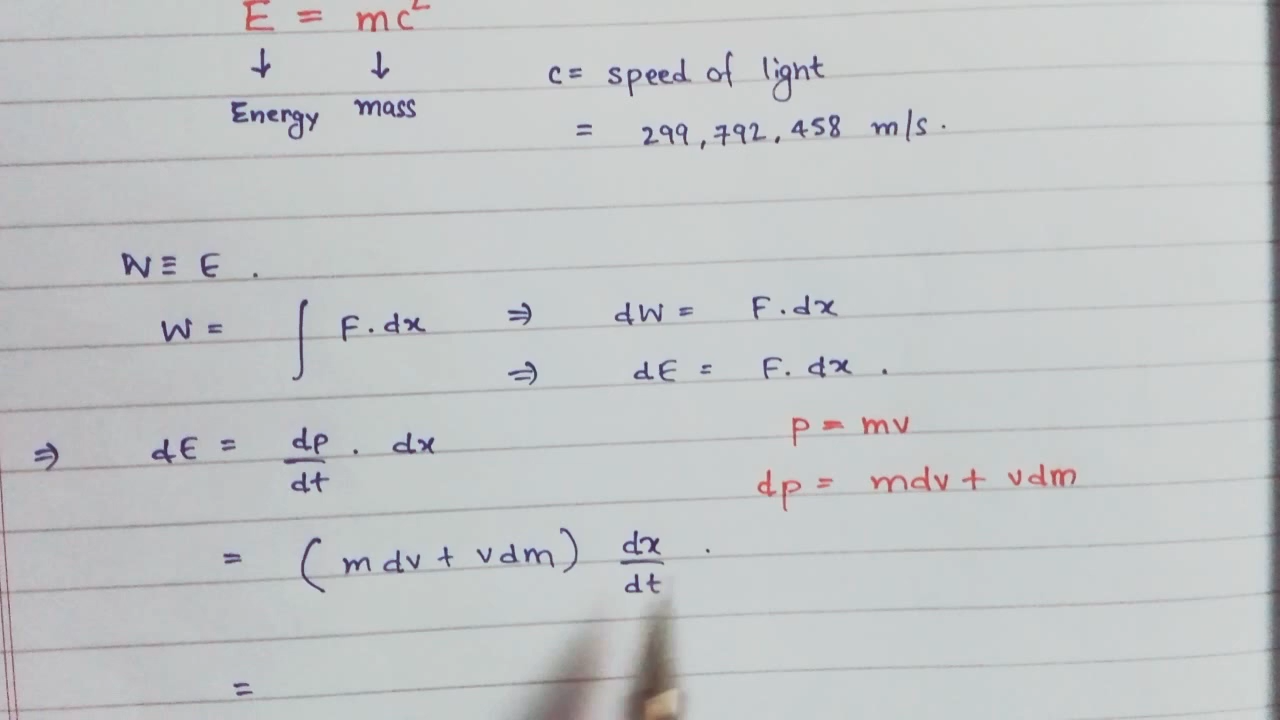 E = mc²
↓ ↓
Energy mass
c = speed of light
= 299,792,458 m/s.
W ≡ E .
W = ∫ F.dx ⇒ dW = F.dx
⇒ dE = F.dx .
⇒ dE = dp/dt . dx
p = mv
dp = mdv + vdm
= (mdv + vdm) dx/dt .
=